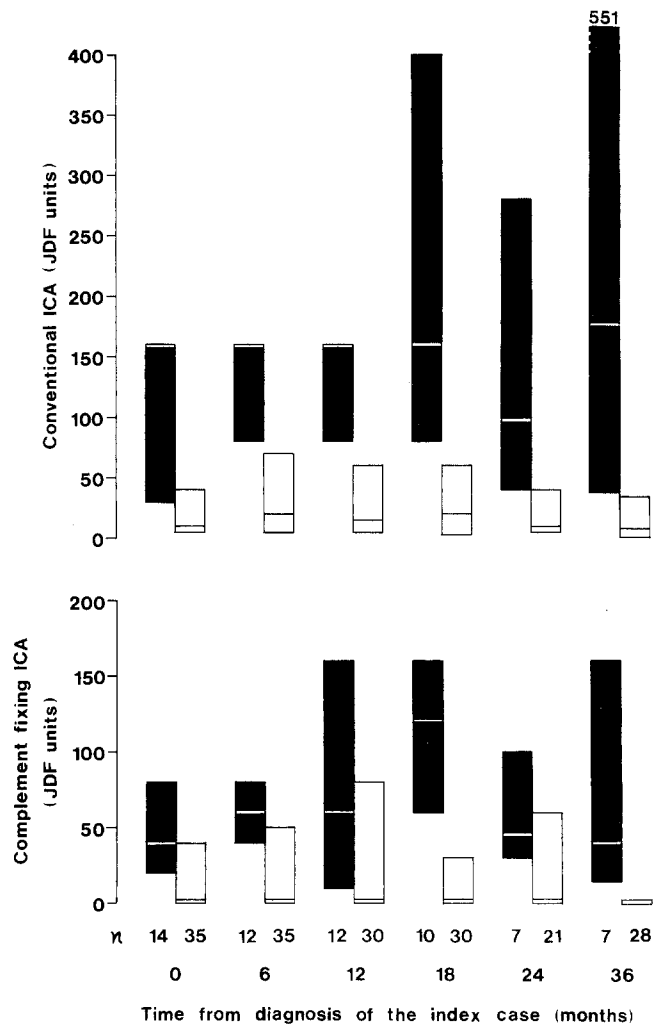 551
Conventional ICA (JDF units)
400
350
300
250
200
150
100
50
0
Complement fixing ICA
(JDF units)
200
150
100
50
0
n 14 35 12 35 12 30 10 30 7 21 7 28
0 6 12 18 24 36
Time from diagnosis of the index case (months)